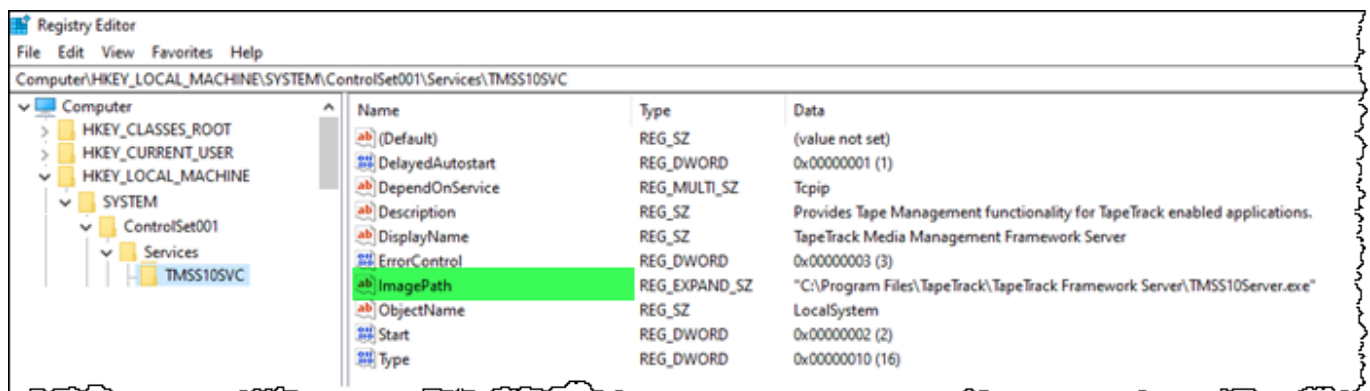 Registry Editor
File Edit View Favorites Help
Computer\HKEY_LOCAL_MACHINE\SYSTEM\ControlSet001\Services\TMSS10SVC
Computer
HKEY_CLASSES_ROOT
HKEY_CURRENT_USER
HKEY_LOCAL_MACHINE
SYSTEM
ControlSet001
Services
TMSS10SVC
Name Type Data
(Default) REG_SZ (value not set)
DelayedAutostart REG_DWORD 0x00000001 (1)
DependOnService REG_MULTI_SZ Tcpip
Description REG_SZ Provides Tape Management functionality for TapeTrack enabled applications.
DisplayName REG_SZ TapeTrack Media Management Framework Server
ErrorControl REG_DWORD 0x00000003 (3)
ImagePath REG_EXPAND_SZ "C:\Program Files\TapeTrack\TapeTrack Framework Server\TMSS10Server.exe"
ObjectName REG_SZ LocalSystem
Start REG_DWORD 0x00000002 (2)
Type REG_DWORD 0x00000010 (16)